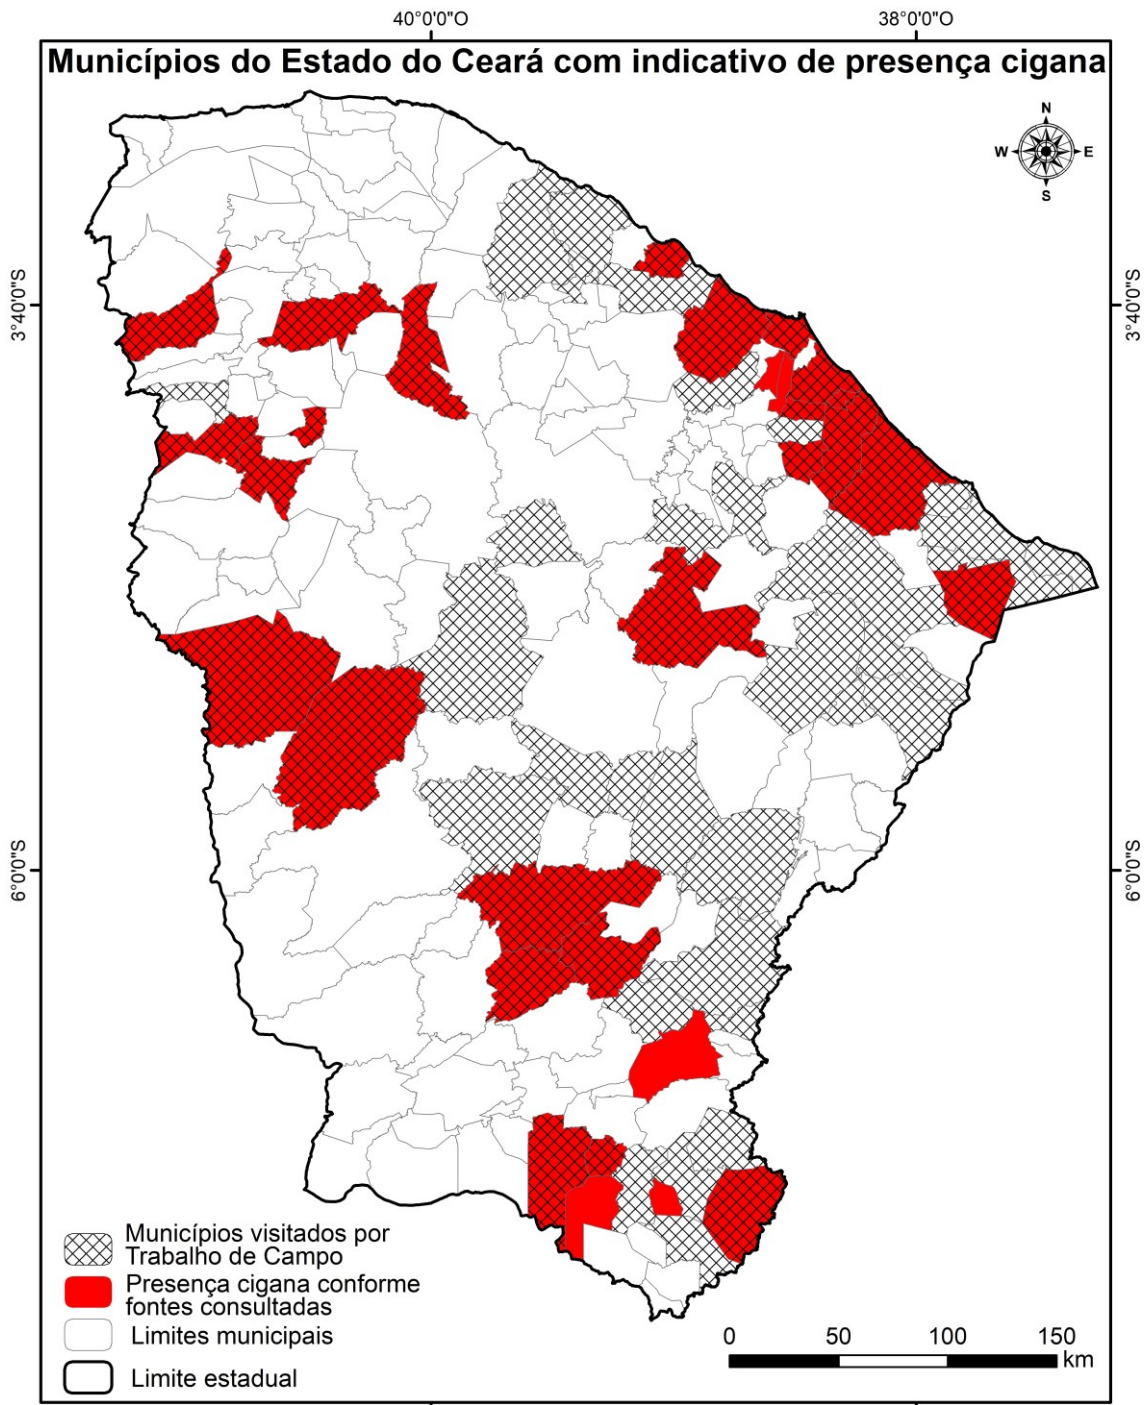 40°0'0"O
38°0'0"O
Municípios do Estado do Ceará com indicativo de presença cigana
N
W
E
S
3°40'0"S
3°40'0"S
6°0'0"S
6°0'0"S
Municípios visitados por
Trabalho de Campo
Presença cigana conforme
fontes consultadas
Limites municipais
Limite estadual
0
50
100
150
km